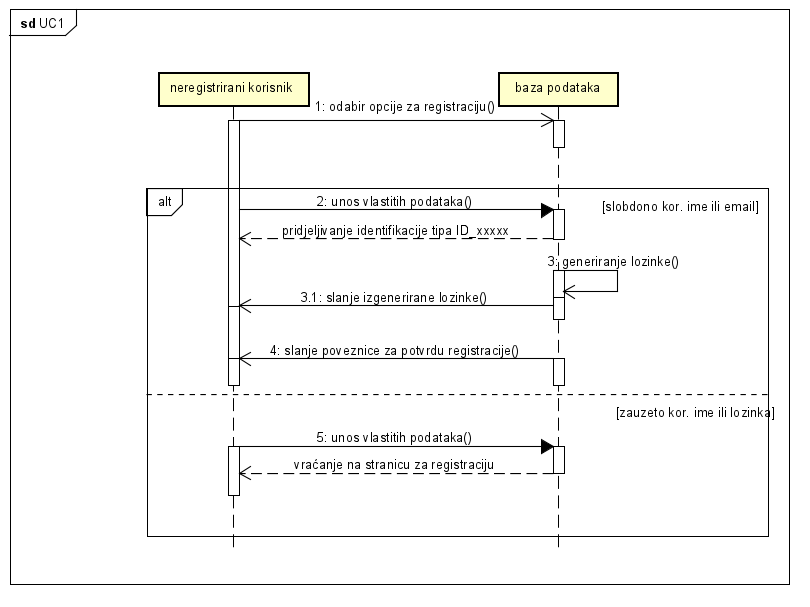 sd UC1
neregistrirani korisnik
baza podataka
1: odabir opcije za registraciju()
alt
2: unos vlastitih podataka()
[slobdono kor. ime ili email]
pridjeljivanje identifikacije tipa ID_xxxxx
3: generiranje lozinke()
3.1: slanje izgenerirane lozinke()
4: slanje poveznice za potvrdu registracije()
[zauzeto kor. ime ili lozinka]
5: unos vlastitih podataka()
vraćanje na stranicu za registraciju